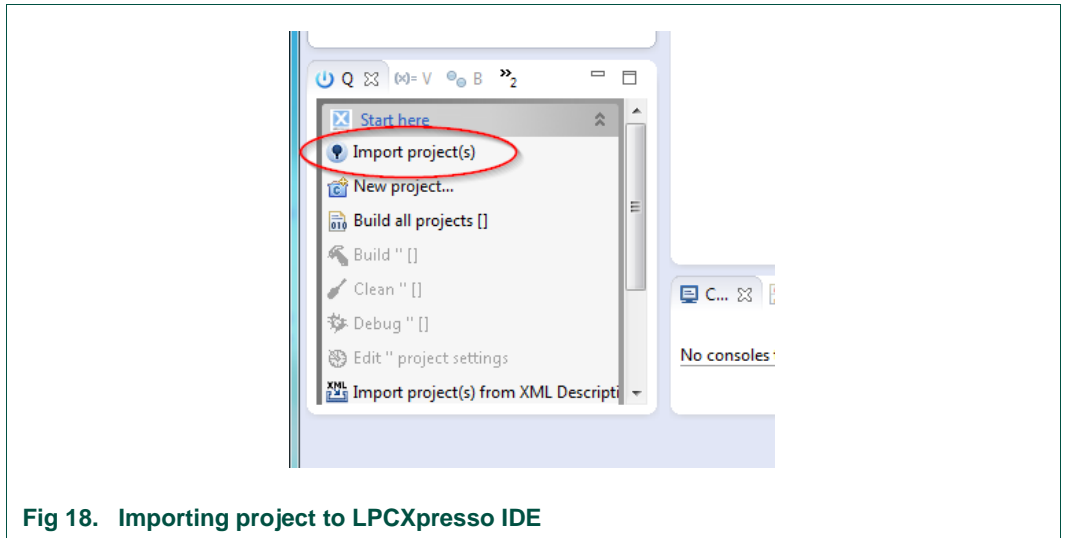 Q (x)= V B »2
Start here
Import project(s)
New project...
Build all projects []
Build '' []
Clean '' []
Debug '' []
Edit '' project settings
Import project(s) from XML Descripti
C...
No consoles
Fig 18. Importing project to LPCXpresso IDE